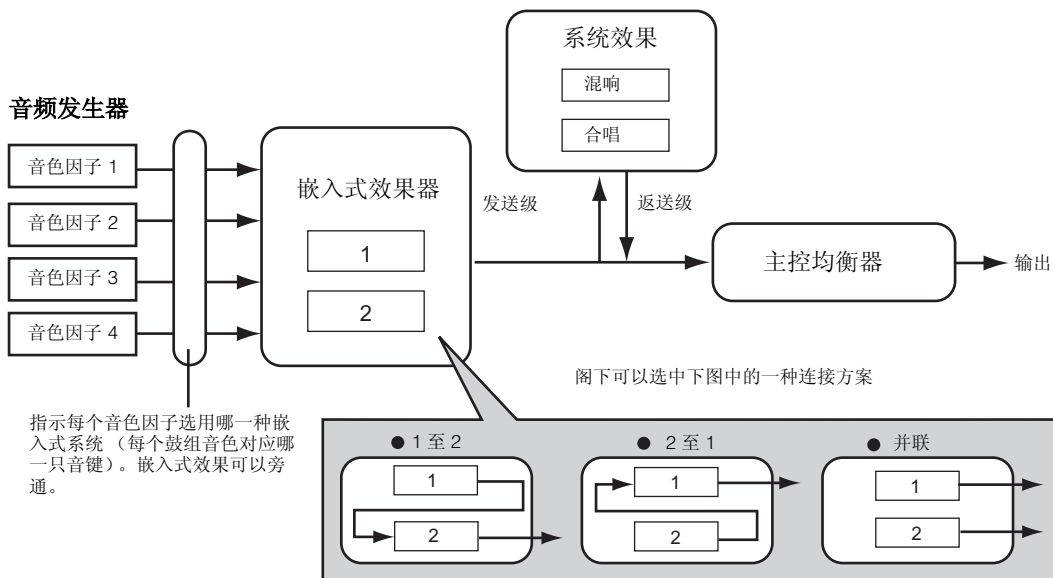 系统效果
混响
合唱
音频发生器
音色因子 1
音色因子 2
音色因子 3
音色因子 4
嵌入式效果器
1
2
发送级
返送级
主控均衡器
输出
阁下可以选中下图中的一种连接方案
指示每个音色因子选用哪一种嵌
入式系统 （每个鼓组音色对应哪
一只音键）。嵌入式效果可以旁
通。
● 1 至 2
1
2
● 2 至 1
1
2
● 并联
1
2